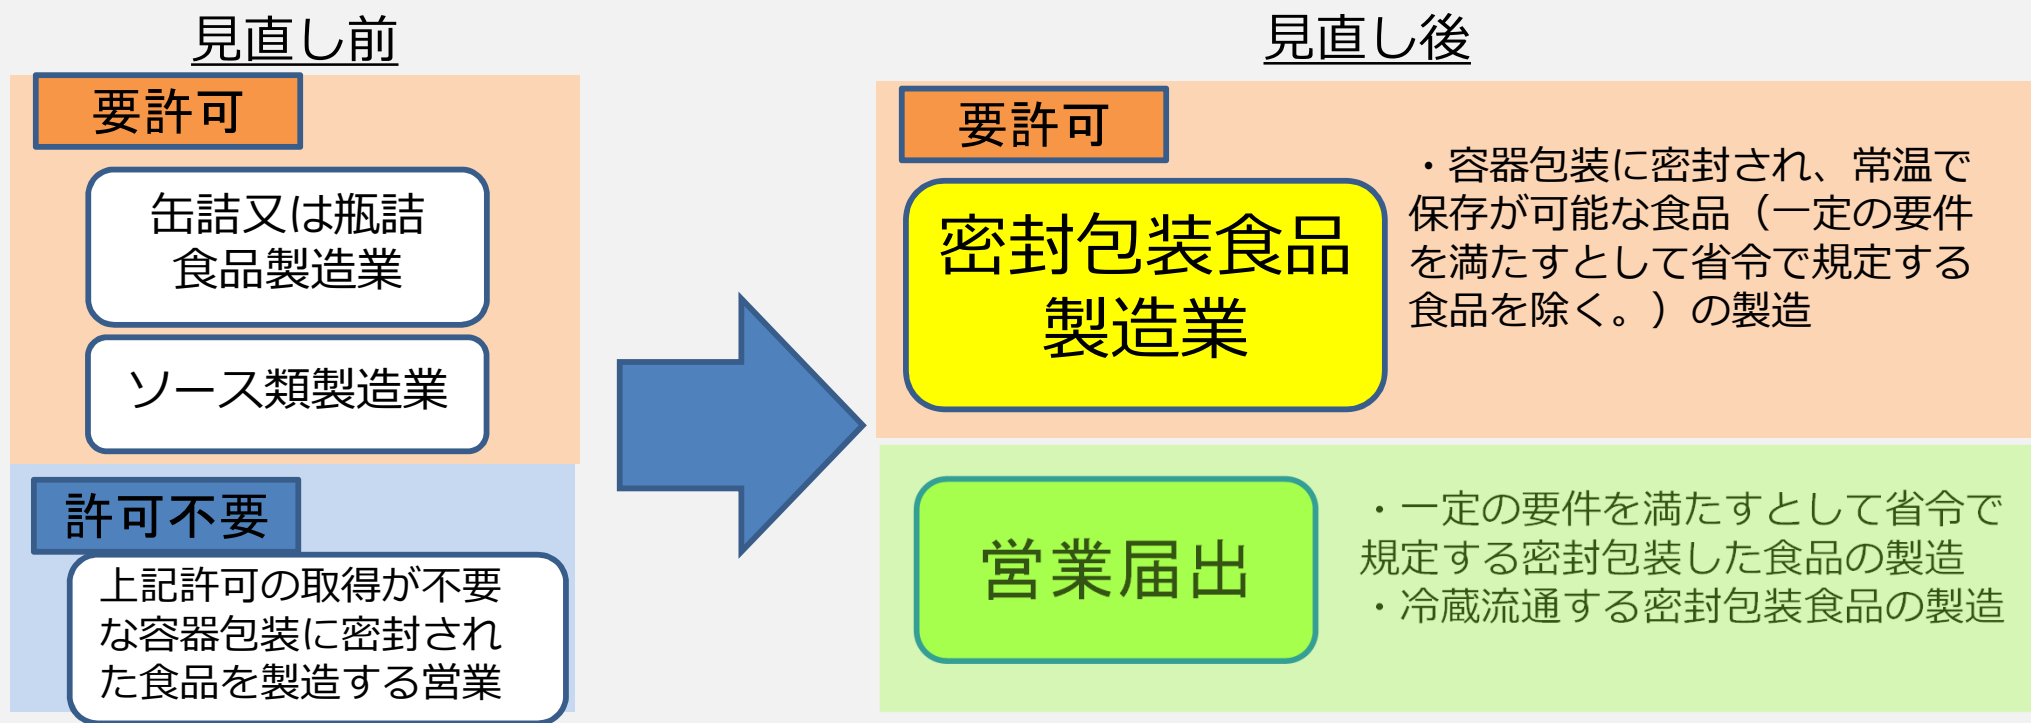 見直し前
要許可
缶詰又は瓶詰
食品製造業
ソース類製造業
許可不要
上記許可の取得が不要
な容器包装に密封され
た食品を製造する営業
見直し後
要許可
密封包装食品
製造業
・容器包装に密封され、常温で
保存が可能な食品（一定の要件
を満たすとして省令で規定する
食品を除く。）の製造
営業届出
・一定の要件を満たすとして省令で
規定する密封包装した食品の製造
・冷蔵流通する密封包装食品の製造